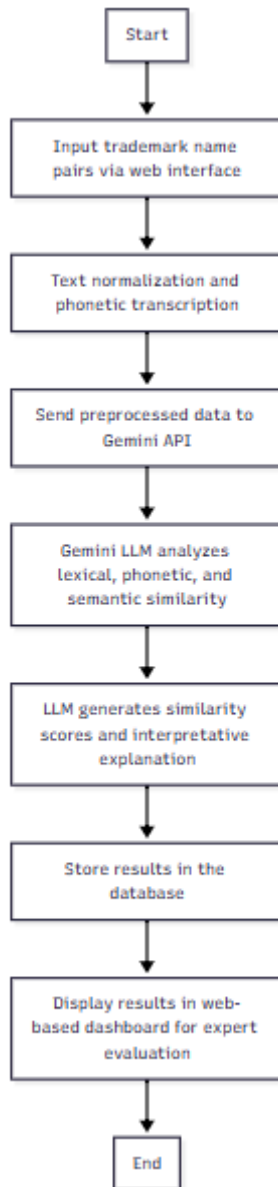 Start
Input trademark name
pairs via web interface
Text normalization and
phonetic transcription
Send preprocessed data to
Gemini API
Gemini LLM analyzes
lexical, phonetic, and
semantic similarity
LLM generates similarity
scores and interpretative
explanation
Store results in the
database
Display results in web-
based dashboard for expert
evaluation
End